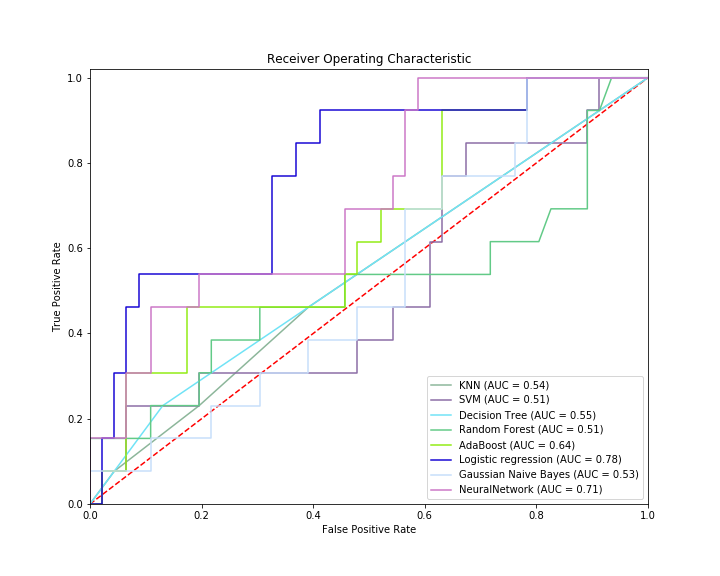 Receiver Operating Characteristic
True Positive Rate
1.0
0.8
0.6
0.4
0.2
0.0
KNN (AUC = 0.54)
SVM (AUC = 0.51)
Decision Tree (AUC = 0.55)
Random Forest (AUC = 0.51)
AdaBoost (AUC = 0.64)
Logistic regression (AUC = 0.78)
Gaussian Naive Bayes (AUC = 0.53)
NeuralNetwork (AUC = 0.71)
0.0 0.2 0.4 0.6 0.8 1.0
False Positive Rate